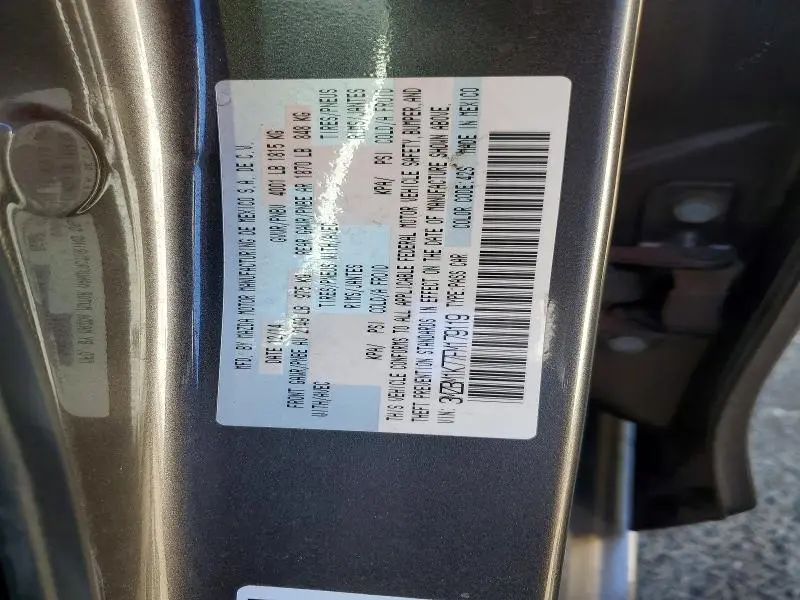 MFD. BY MAZDA MOTOR MANUFACTURING DE MEXICO S.A. DE C.V.
DATE 12/14 GVWR/PNBV 4001 LB 1815 KG
FRONT GAWR/PNBE AV 2149 LB 975 KG REAR GAWR/PNBE AR 1870 LB 848 KG
WITH/AVEC TIRES/PNEUS WITH/AVEC TIRES/PNEUS
RIMS/JANTES RIMS/JANTES
KPA/ PSI COLD/A FROID KPA/ PSI COLD/A FROID
THIS VEHICLE CONFORMS TO ALL APPLICABLE FEDERAL MOTOR VEHICLE SAFETY, BUMPER AND
THEFT PREVENTION STANDARDS IN EFFECT ON THE DATE OF MANUFACTURE SHOWN ABOVE.
VIN: TYPE:PASS CAR COLOR CODE 42S MADE IN MEXICO